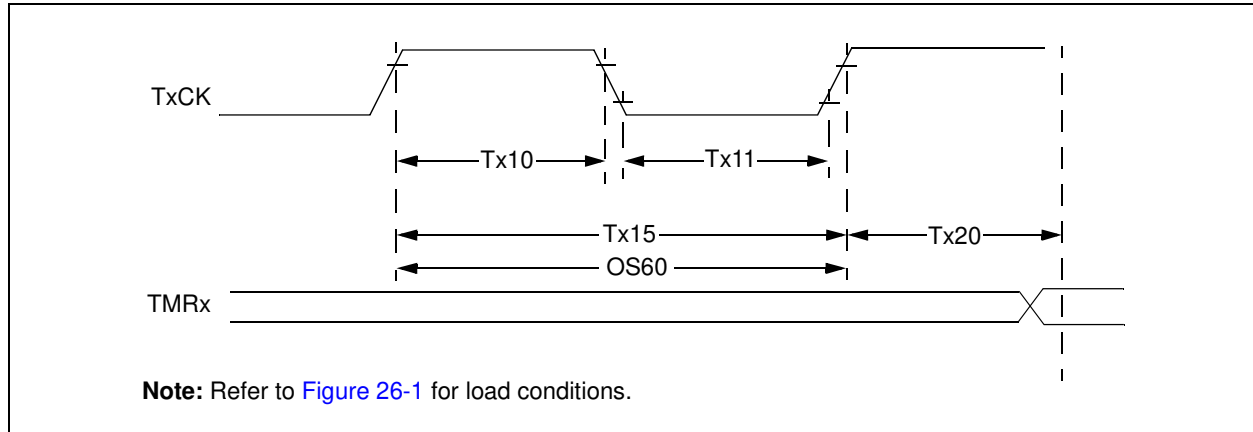 TxCK
Tx10
Tx11
Tx15
Tx20
OS60
TMRx
Note: Refer to Figure 26-1 for load conditions.